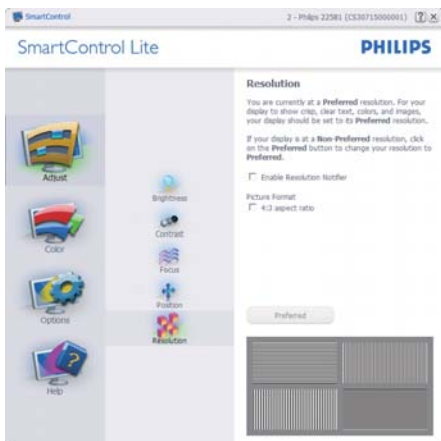 SmartControl
2 - Philips 225B1 (CS30715000001)
SmartControl Lite
PHILIPS
Adjust
Color
Options
Help
Brightness
Contrast
Focus
Position
Resolution
Resolution
You are currently at a Preferred resolution. For your
display to show crisp, clear text, colors, and images,
your display should be set to its Preferred resolution.
If your display is at a Non-Preferred resolution, click
on the Preferred button to change your resolution to
Preferred.
Enable Resolution Notifier
Picture Format
4:3 aspect ratio
Preferred